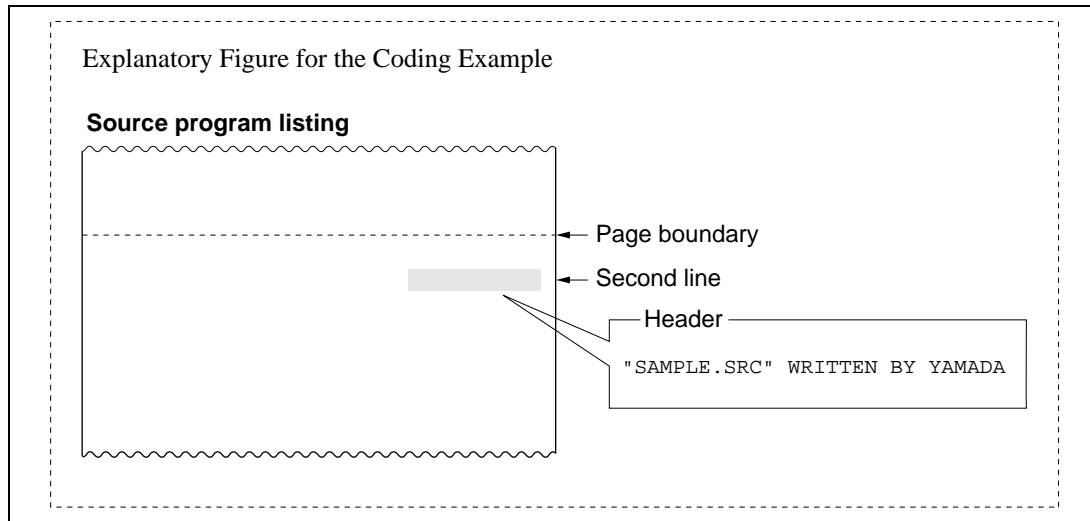 Explanatory Figure for the Coding Example
Source program listing
Page boundary
Second line
Header
"SAMPLE.SRC" WRITTEN BY YAMADA